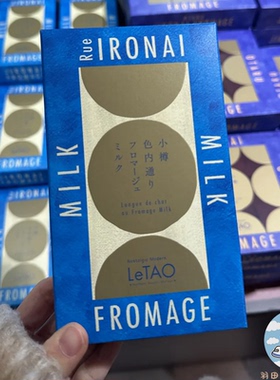 Rue IRONAI
MILK
MILK
小樽
色内通り
フロマージュ
ミルク
Langue de chat
au fromage Milk
LeTAO
FROMAGE
FROMAGE